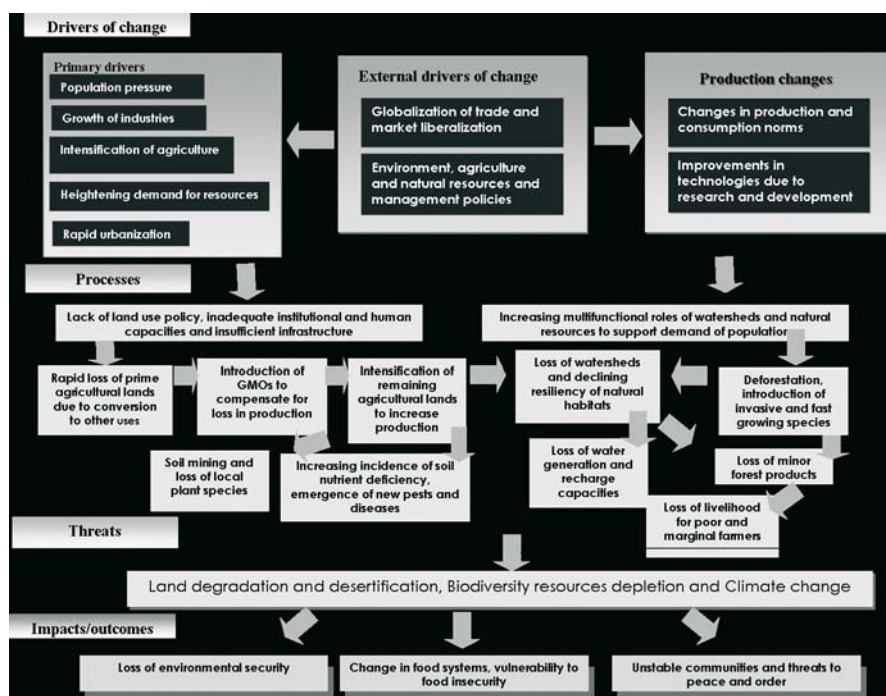 Drivers of change
Primary drivers
Population pressure
Growth of industries
Intensification of agriculture
Heightening demand for resources
Rapid urbanization
External drivers of change
Globalization of trade and
market liberalization
Environment, agriculture
and natural resources and
management policies
Production changes
Changes in production and
consumption norms
Improvements in
technologies due to
research and development
Processes
Lack of land use policy, inadequate institutional and human
capacities and insufficient infrastructure
Increasing multifunctional roles of watersheds and natural
resources to support demand of population
Rapid loss of prime
agricultural lands
due to conversion
to other uses
Introduction of
GMOs to
compensate for
loss in production
Intensification of
remaining
agricultural lands
to increase
production
Loss of watersheds
and declining
resiliency of natural
habitats
Deforestation,
introduction of
invasive and fast
growing species
Soil mining and
loss of local
plant species
Increasing incidence of soil
nutrient deficiency,
emergence of new pests and
diseases
Loss of water
generation and
recharge
capacities
Loss of minor
forest products
Loss of livelihood
for poor and
marginal farmers
Threats
Land degradation and desertification, Biodiversity resources depletion and Climate change
Impacts/outcomes
Loss of environmental security
Change in food systems, vulnerability to
food insecurity
Unstable communities and threats to
peace and order